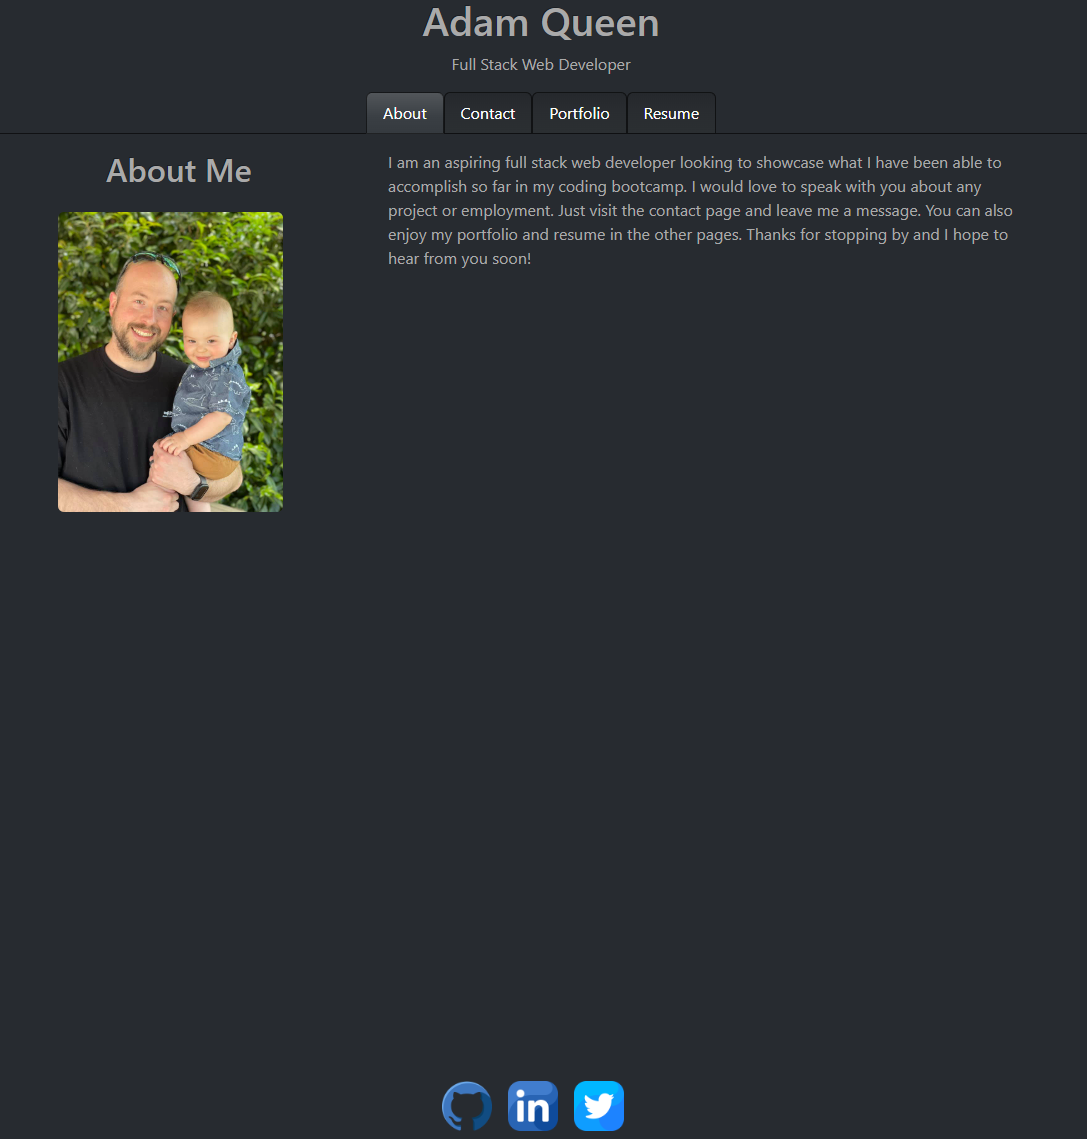 Adam Queen
Full Stack Web Developer
About
Contact
Portfolio
Resume
About Me
I am an aspiring full stack web developer looking to showcase what I have been able to
accomplish so far in my coding bootcamp. I would love to speak with you about any
project or employment. Just visit the contact page and leave me a message. You can also
enjoy my portfolio and resume in the other pages. Thanks for stopping by and I hope to
hear from you soon!
in